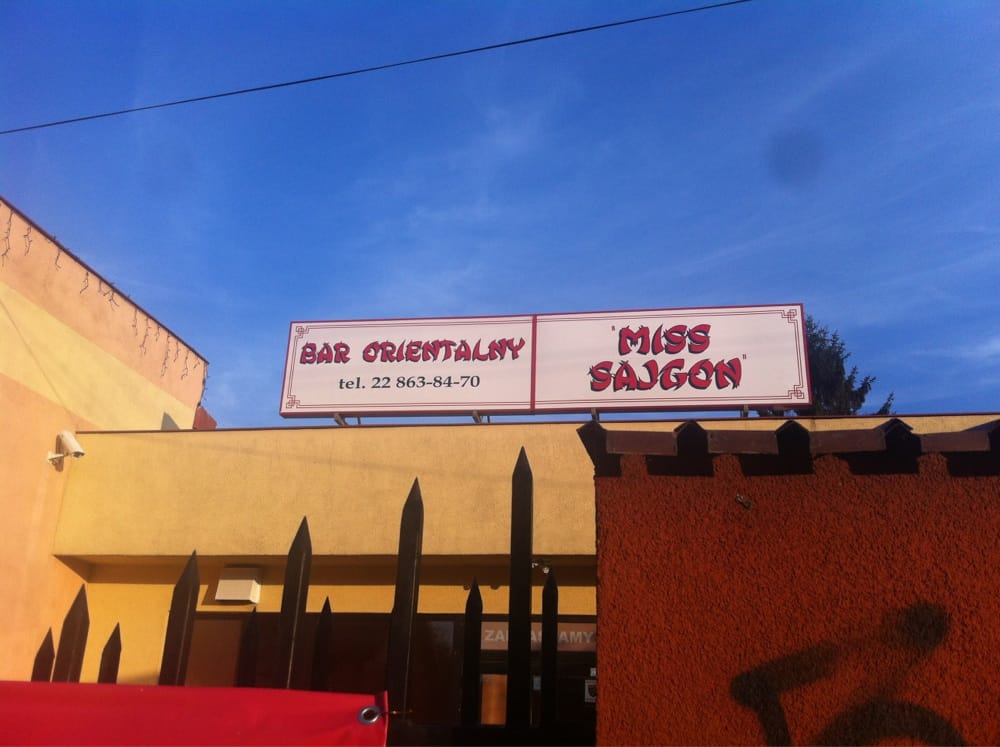 BAR ORIENTALNY
tel. 22 863-84-70
"MISS
SAJGON"